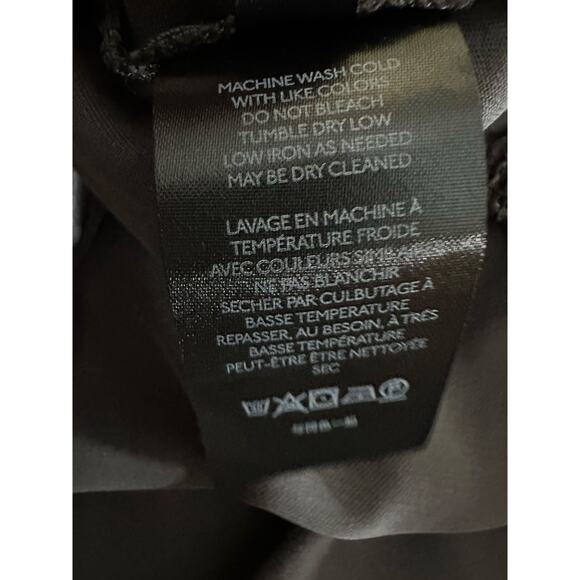 MACHINE WASH COLD
WITH LIKE COLORS
DO NOT BLEACH
TUMBLE DRY LOW
LOW IRON AS NEEDED
MAY BE DRY CLEANED
LAVAGE EN MACHINE À
TEMPÉRATURE FROIDE
AVEC COULEURS
NE PAS BLANCHIR
SÉCHER PAR CULBUTAGE À
BASSE TEMPERATURE
REPASSER, AU BESOIN, À TRÈS
BASSE TEMPÉRATURE
PEUT-ÊTRE ÊTRE NETTOYÉE
SEC